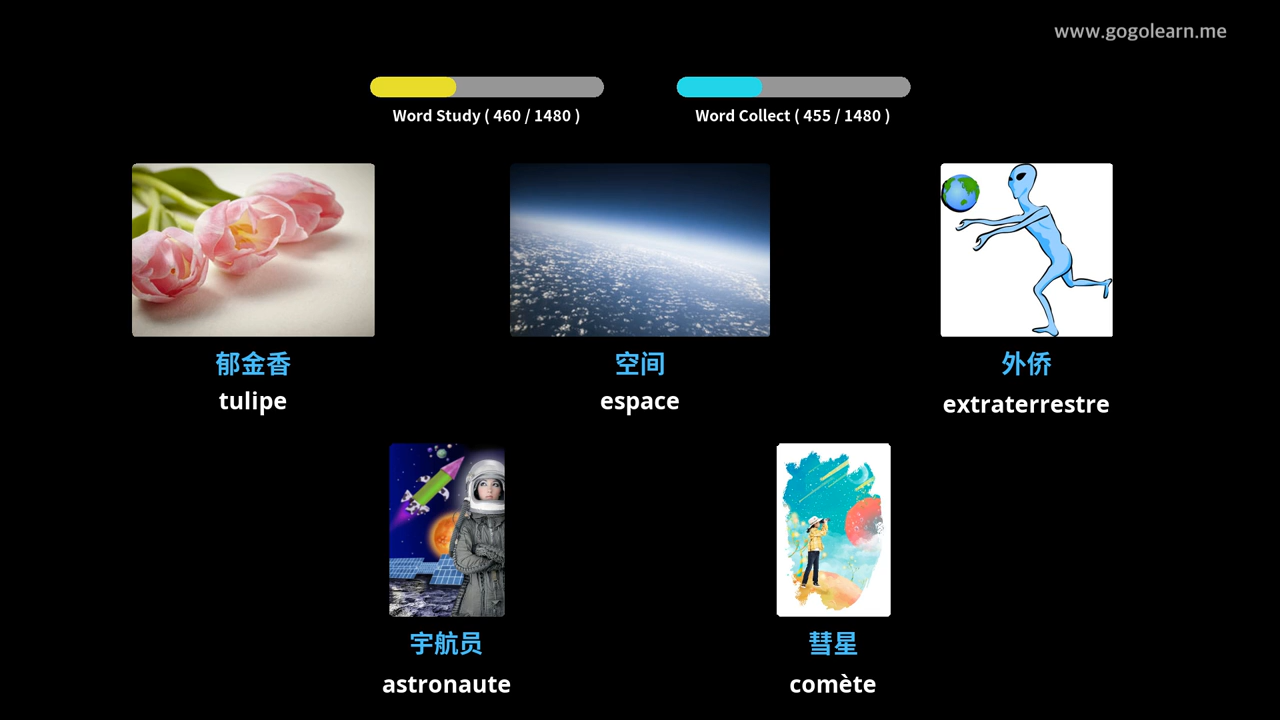 www.gogolearn.me
Word Study ( 460 / 1480 )
Word Collect ( 455 / 1480 )
郁金香
tulipe
空间
espace
外侨
extraterrestre
宇航员
astronaute
彗星
comète